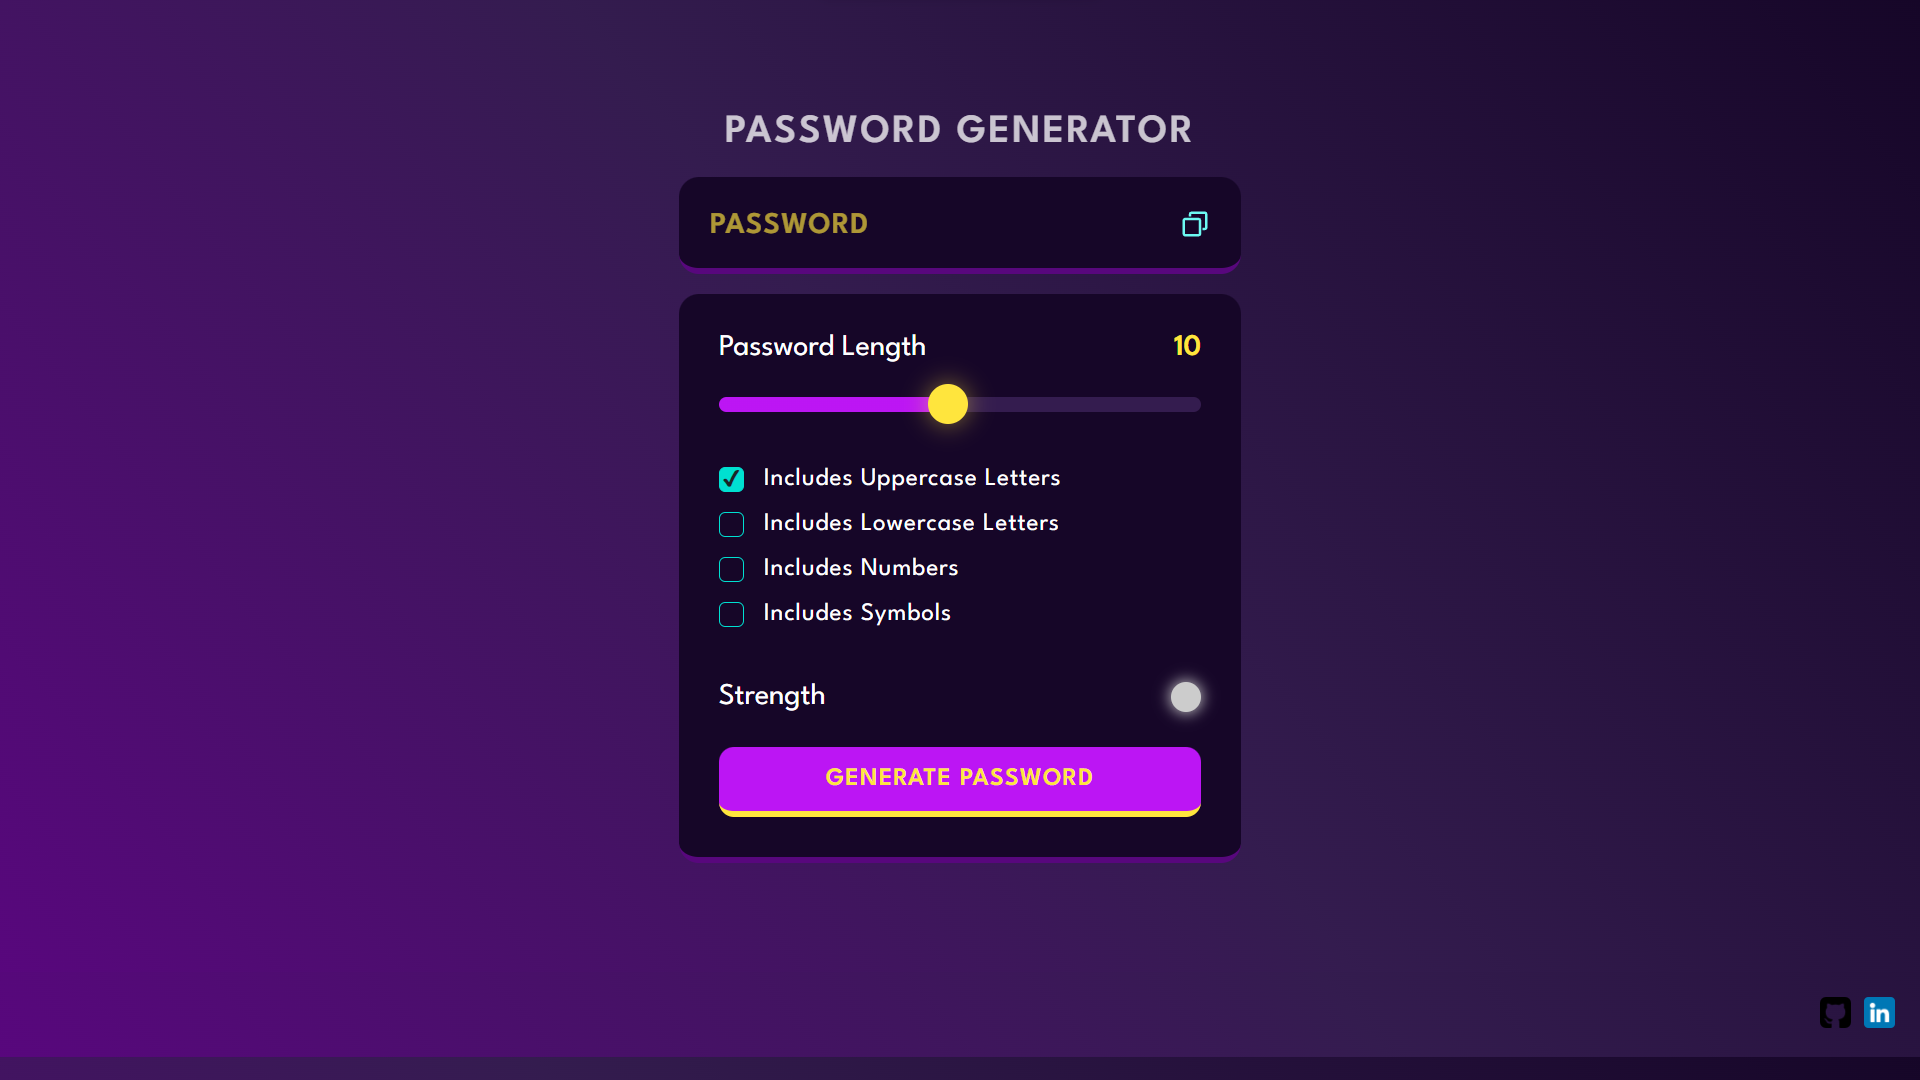 PASSWORD GENERATOR
PASSWORD
Password Length 10
Includes Uppercase Letters
Includes Lowercase Letters
Includes Numbers
Includes Symbols
Strength
GENERATE PASSWORD
in